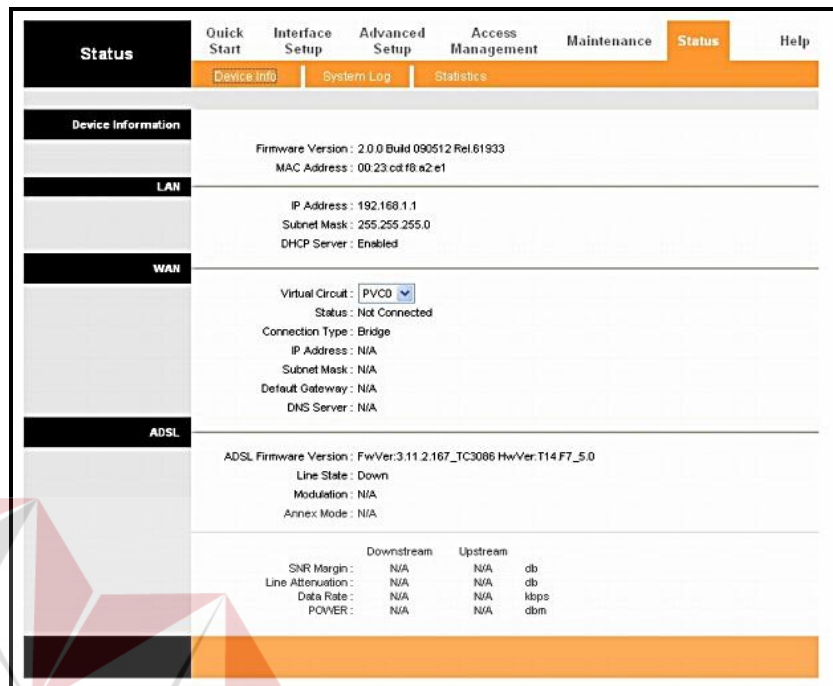 Status
Quick Start
Interface Setup
Advanced Setup
Access Management
Maintenance
Status
Help
Device Info
System Log
Statistics
Device Information
Firmware Version : 2.0.0 Build 090512 Rel.61933
MAC Address : 00:23:cd:f8:a2:e1
LAN
IP Address : 192.168.1.1
Subnet Mask : 255.255.255.0
DHCP Server : Enabled
WAN
Virtual Circuit : PVC0
Status : Not Connected
Connection Type : Bridge
IP Address : N/A
Subnet Mask : N/A
Default Gateway : N/A
DNS Server : N/A
ADSL
ADSL Firmware Version : FwVer:3.11.2.167_TC3086 HwVer:T14.F7_5.0
Line State : Down
Modulation : N/A
Annex Mode : N/A
Downstream Upstream
SNR Margin : N/A N/A db
Line Attenuation : N/A N/A db
Data Rate : N/A N/A kbps
POWER : N/A N/A dbm